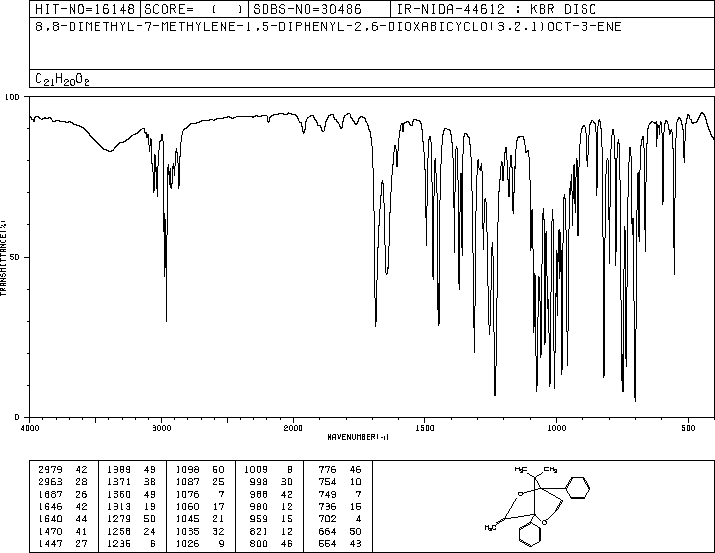 HIT-NO=16148 SCORE= ( ) SDBS-NO=30486 IR-NIDA-44612 : KBR DISC
8,8-DIMETHYL-7-METHYLENE-1,5-DIPHENYL-2,6-DIOXABICYCLO(3.2.1)OCT-3-ENE
C21H20O2
100
50
0
TRANSMITTANCE(%)
4000 3000 2000 1500 1000 500
WAVENUMBER(-1)
2979 42 1389 49 1098 60 1009 8 776 46
2963 28 1371 38 1087 25 998 30 754 10
1687 26 1360 49 1076 7 988 42 749 7
1646 42 1313 19 1060 17 980 12 736 15
1640 44 1279 50 1045 21 959 15 702 4
1470 41 1258 24 1035 32 821 12 664 50
1447 27 1236 6 1026 9 800 46 554 43
H3C CH3
O
O
H2C